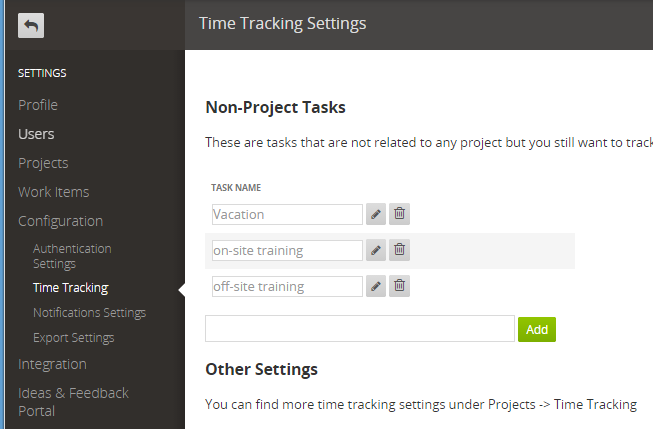 Time Tracking Settings
SETTINGS
Profile
Users
Projects
Work Items
Configuration
Authentication
Settings
Time Tracking
Notifications Settings
Export Settings
Integration
Ideas & Feedback
Portal
Non-Project Tasks
These are tasks that are not related to any project but you still want to track
TASK NAME
Vacation
on-site training
off-site training
Add
Other Settings
You can find more time tracking settings under Projects -> Time Tracking